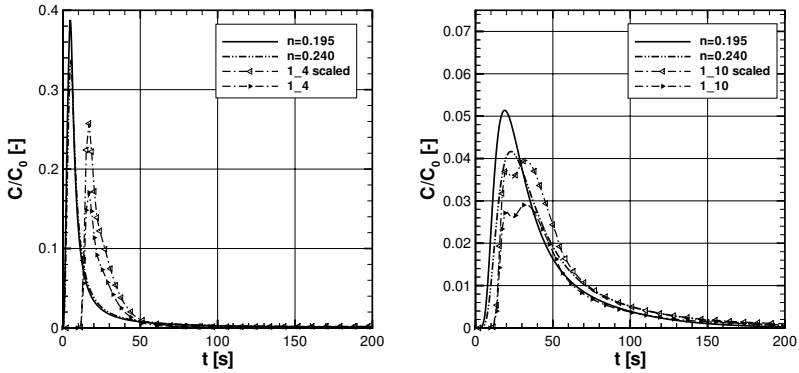 C/C0 [-]
0.4
0.3
0.2
0.1
0
0
50
100
150
200
t [s]
n=0.195
n=0.240
1_4 scaled
1_4
C/C0 [-]
0.07
0.06
0.05
0.04
0.03
0.02
0.01
0
0
50
100
150
200
t [s]
n=0.195
n=0.240
1_10 scaled
1_10